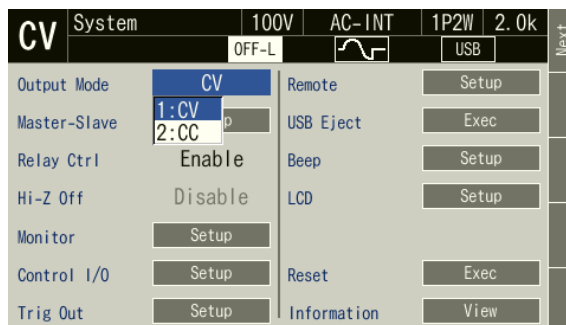 CV System 100V AC-INT 1P2W 2.0k
OFF-L USB
Next
Output Mode CV
1:CV
2:CC
Master-Slave p
Relay Ctrl Enable
Hi-Z Off Disable
Monitor Setup
Control I/O Setup
Trig Out Setup
Remote Setup
USB Eject Exec
Beep Setup
LCD Setup
Reset Exec
Information View